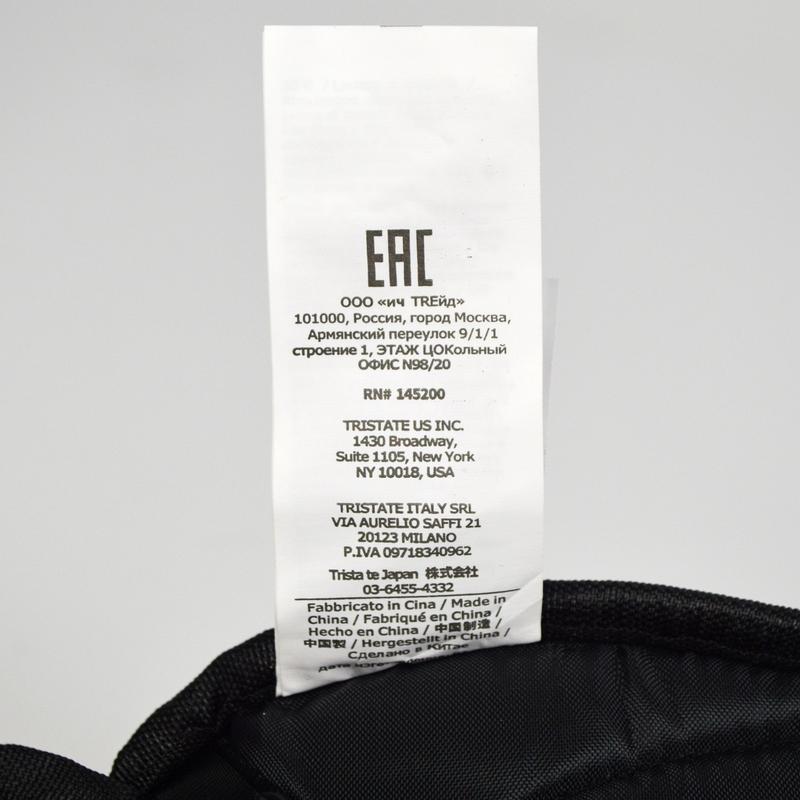 EAC
ООО «ич TREйд»
101000, Россия, город Москва,
Армянский переулок 9/1/1
строение 1, ЭТАЖ ЦОКольный
ОФИС N98/20
RN# 145200
TRISTATE US INC.
1430 Broadway,
Suite 1105, New York
NY 10018, USA
TRISTATE ITALY SRL
VIA AURELIO SAFFI 21
20123 MILANO
P.IVA 09718340962
Trista te Japan 株式会社
03-6455-4332
Fabbricato in Cina / Made in
China / Fabriqué en China /
Hecho en China / 中国制造 /
中国製 / Hergestellt in China /
Сделано в Китае
дата